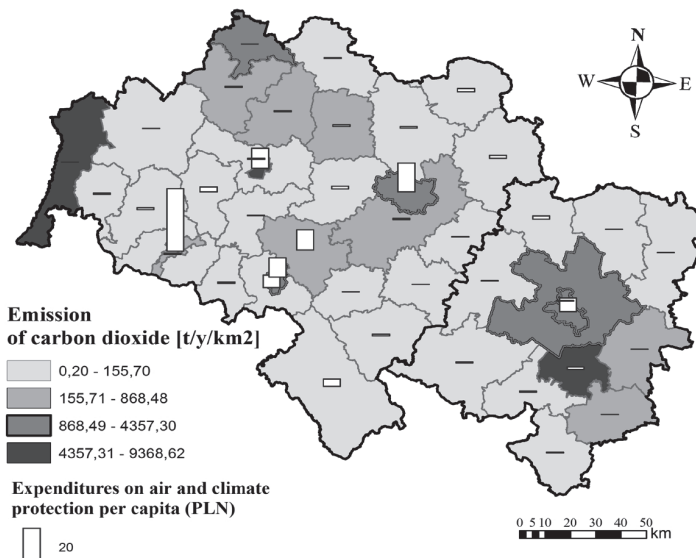 N
W E
S
Emission
of carbon dioxide [t/y/km2]
0,20 - 155,70
155,71 - 868,48
868,49 - 4357,30
4357,31 - 9368,62
Expenditures on air and climate
protection per capita (PLN)
20
0 5 10 20 30 40 50
km